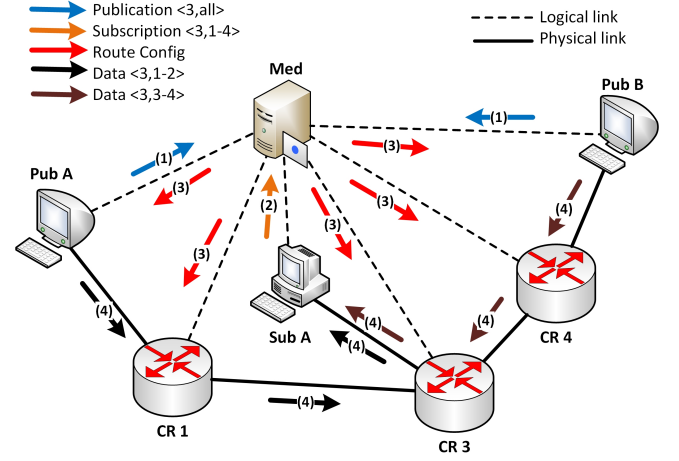 Publication <3,all>
Subscription <3,1-4>
Route Config
Data <3,1-2>
Data <3,3-4>
Logical link
Physical link
Med
Pub B
(1)
(1)
(3)
Pub A
(3)
(3)
(2)
(3)
(3)
(4)
(3)
(4)
(4)
(4)
(4)
Sub A
(4)
CR 4
(4)
CR 1
CR 3